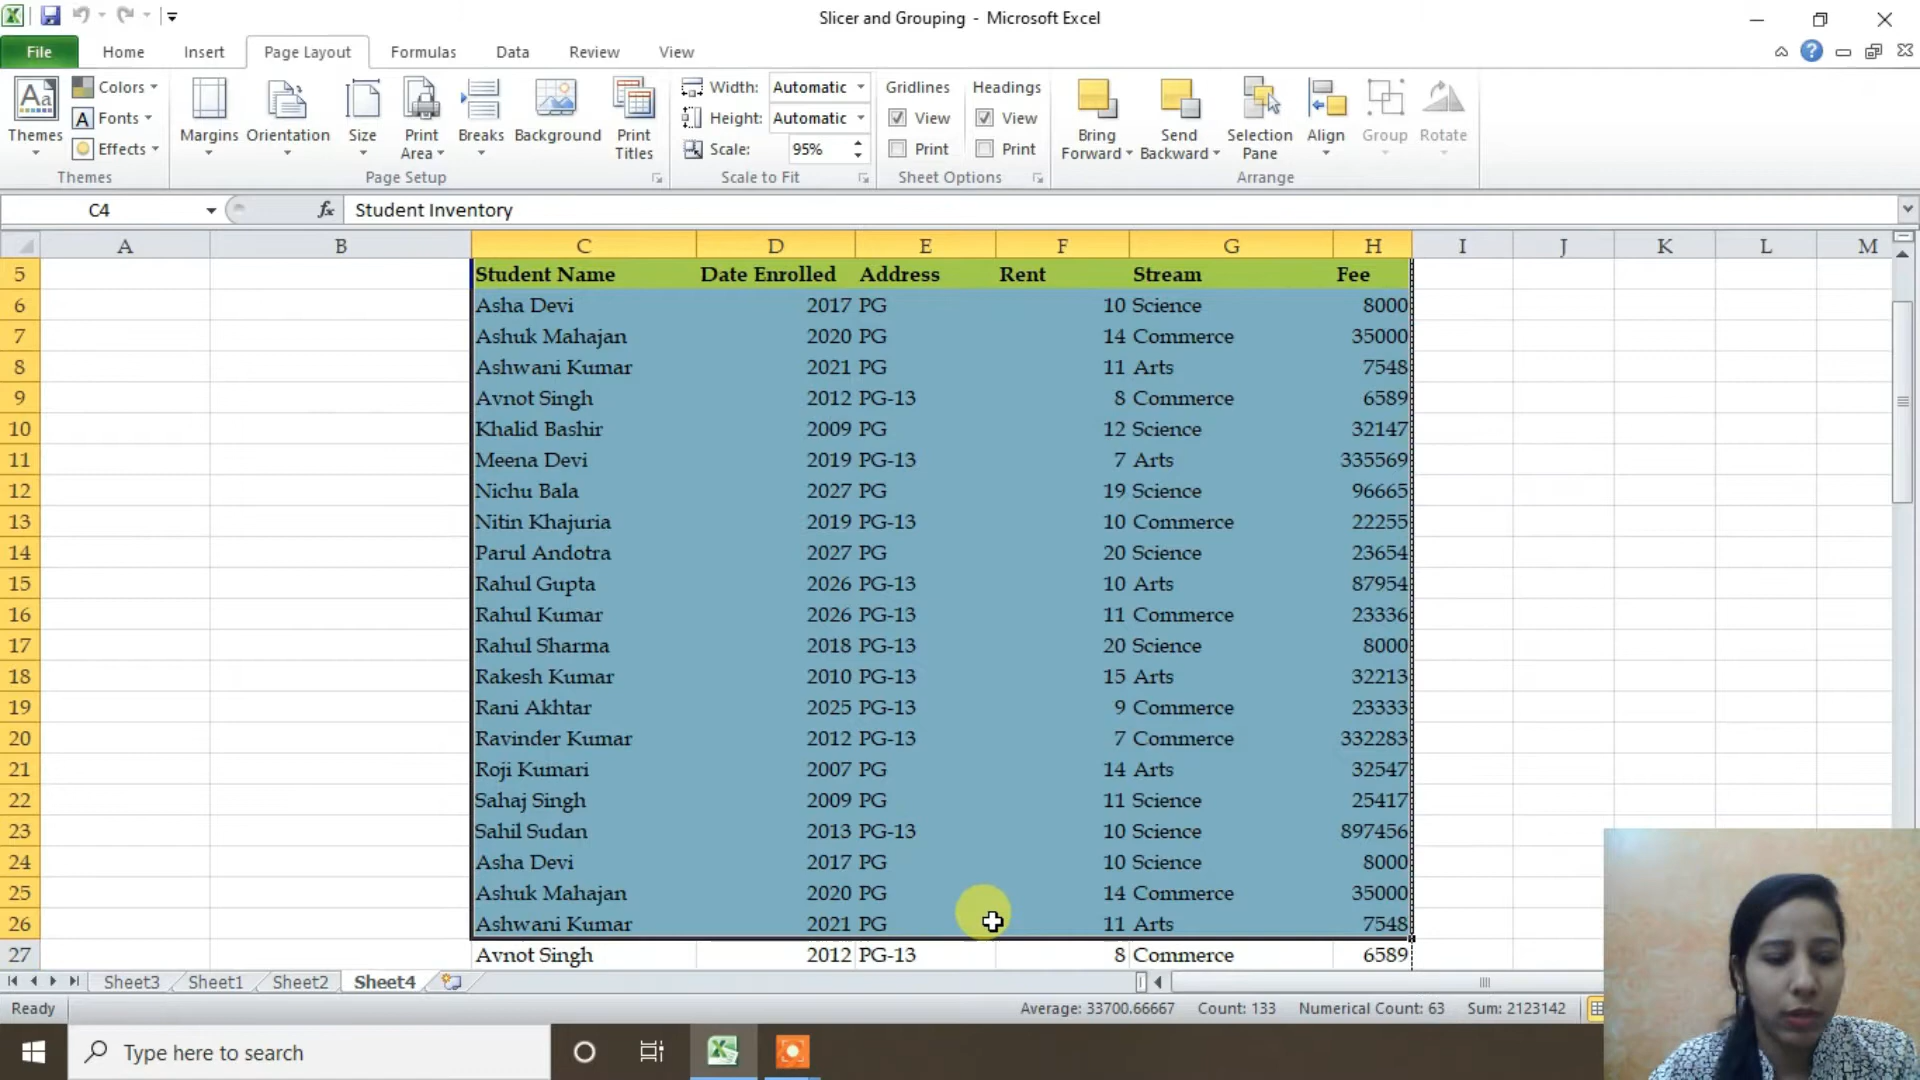 Slicer and Grouping - Microsoft Excel
File Home Insert Page Layout Formulas Data Review View
Aa Themes
Colors
A Fonts
Effects
Themes
Margins Orientation Size Print Area Breaks Background Print Titles
Page Setup
Width: Automatic
Height: Automatic
Scale: 95%
Scale to Fit
Gridlines Headings
View View
Print Print
Sheet Options
Bring Forward Send Backward Selection Pane Align Group Rotate
Arrange
C4 fx Student Inventory
A B C D E F G H I J K L M
5 Student Name Date Enrolled Address Rent Stream Fee
6 Asha Devi 2017 PG 10 Science 8000
7 Ashuk Mahajan 2020 PG 14 Commerce 35000
8 Ashwani Kumar 2021 PG 11 Arts 7548
9 Avnot Singh 2012 PG-13 8 Commerce 6589
10 Khalid Bashir 2009 PG 12 Science 32147
11 Meena Devi 2019 PG-13 7 Arts 335569
12 Nichu Bala 2027 PG 19 Science 96665
13 Nitin Khajuria 2019 PG-13 10 Commerce 22255
14 Parul Andotra 2027 PG 20 Science 23654
15 Rahul Gupta 2026 PG-13 10 Arts 87954
16 Rahul Kumar 2026 PG-13 11 Commerce 23336
17 Rahul Sharma 2018 PG-13 20 Science 8000
18 Rakesh Kumar 2010 PG-13 15 Arts 32213
19 Rani Akhtar 2025 PG-13 9 Commerce 23333
20 Ravinder Kumar 2012 PG-13 7 Commerce 332283
21 Roji Kumari 2007 PG 14 Arts 32547
22 Sahaj Singh 2009 PG 11 Science 25417
23 Sahil Sudan 2013 PG-13 10 Science 897456
24 Asha Devi 2017 PG 10 Science 8000
25 Ashuk Mahajan 2020 PG 14 Commerce 35000
26 Ashwani Kumar 2021 PG 11 Arts 7548
27 Avnot Singh 2012 PG-13 8 Commerce 6589
Sheet3 Sheet1 Sheet2 Sheet4
Ready Average: 33700.66667 Count: 133 Numerical Count: 63 Sum: 2123142
Type here to search